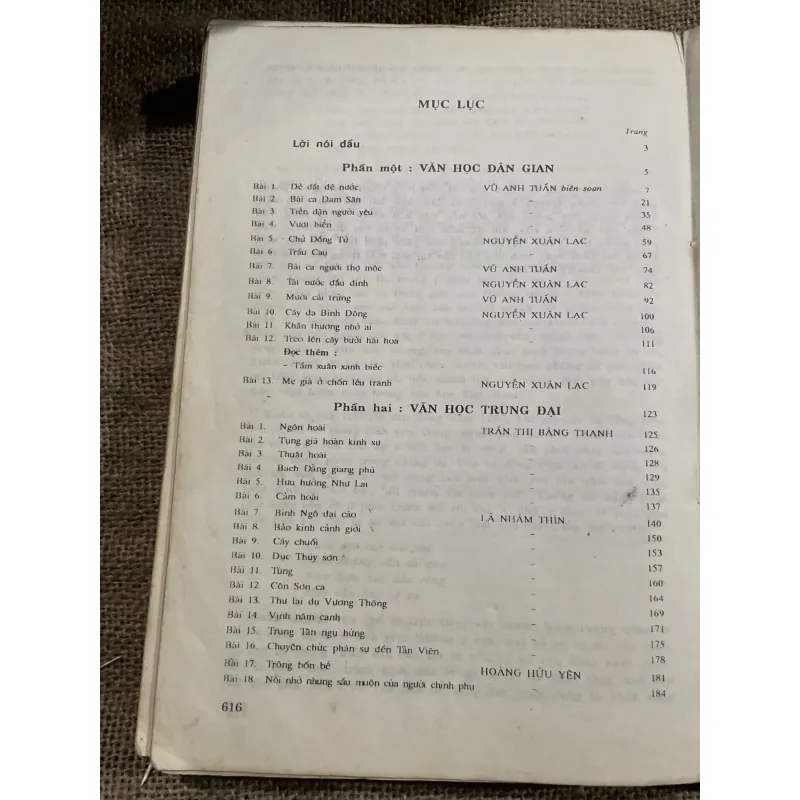 MỤC LỤC
Trang
Lời nói đầu 3
Phần một : VĂN HỌC DÂN GIAN 5
Bài 1. Đẻ đất đẻ nước VŨ ANH TUẤN biên soạn 7
Bài 2. Bài ca Đam Săn - 21
Bài 3. Tiễn dặn người yêu - 35
Bài 4. Vượt biển - 48
Bài 5. Chử Đồng Tử NGUYỄN XUÂN LẠC 59
Bài 6. Trầu Cau - 67
Bài 7. Bài ca người thợ mộc VŨ ANH TUẤN 74
Bài 8. Tát nước đầu đình NGUYỄN XUÂN LẠC 82
Bài 9. Mười cái trứng VŨ ANH TUẤN 92
Bài 10. Cây đa Bình Đông NGUYỄN XUÂN LẠC 100
Bài 11. Khăn thương nhớ ai - 106
Bài 12. Trèo lên cây bưởi hái hoa - 111
Đọc thêm :
- Tầm xuân xanh biếc 116
Bài 13. Mẹ già ở chốn lều tranh NGUYỄN XUÂN LẠC 119
Phần hai : VĂN HỌC TRUNG ĐẠI 123
Bài 1. Ngôn hoài TRẦN THỊ BĂNG THANH 125
Bài 2. Tụng giá hoàn kinh sư - 126
Bài 3. Thuật hoài - 128
Bài 4. Bạch Đằng giang phú - 129
Bài 5. Hưu hướng Như Lai - 135
Bài 6. Cảm hoài - 137
Bài 7. Bình Ngô đại cáo LÃ NHÂM THÌN 140
Bài 8. Bảo kính cảnh giới - 150
Bài 9. Cây chuối - 153
Bài 10. Dục Thúy sơn - 157
Bài 11. Tùng - 160
Bài 12. Côn Sơn ca - 164
Bài 13. Thư lại dụ Vương Thông - 169
Bài 14. Vịnh năm canh - 171
Bài 15. Trung Tân ngụ hứng - 175
Bài 16. Chuyện chức phán sự đền Tản Viên - 178
Bài 17. Trông bốn bề HOÀNG HỮU YÊN 181
Bài 18. Nỗi nhớ nhung sầu muộn của người chinh phụ - 184
616